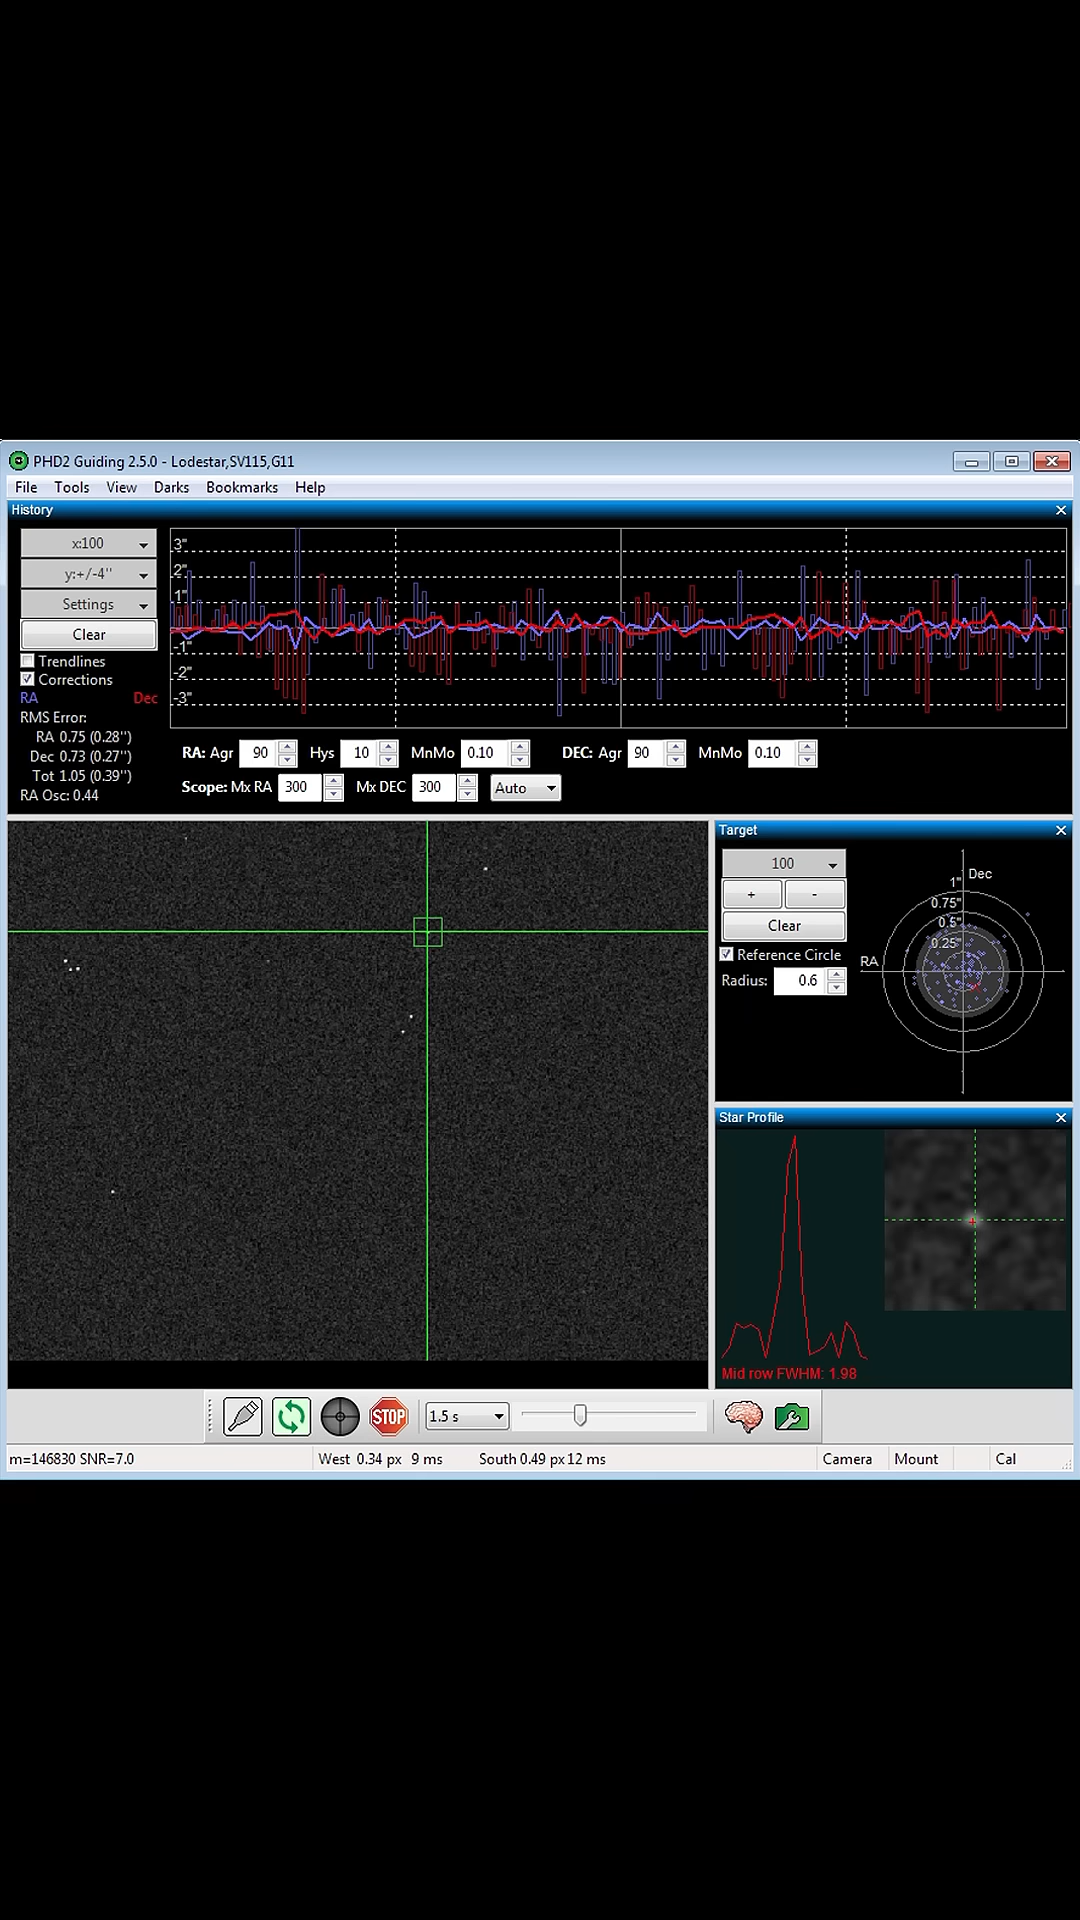 PHD2 Guiding 2.5.0 - Lodestar,SV115,G11
File Tools View Darks Bookmarks Help
History
x:100
y:+/-4''
Settings
Clear
Trendlines
Corrections
RA Dec
RMS Error:
RA 0.75 (0.28'')
Dec 0.73 (0.27'')
Tot 1.05 (0.39'')
RA Osc: 0.44
3"
2"
1"
-1"
-2"
-3"
RA: Agr 90 Hys 10 MnMo 0.10 DEC: Agr 90 MnMo 0.10
Scope: Mx RA 300 Mx DEC 300 Auto
Target
100
+ -
Clear
Reference Circle
Radius: 0.6
Dec
1"
0.75"
0.5"
0.25"
RA
Star Profile
Mid row FWHM: 1.98
STOP
1.5 s
m=146830 SNR=7.0 West 0.34 px 9 ms South 0.49 px 12 ms Camera Mount Cal